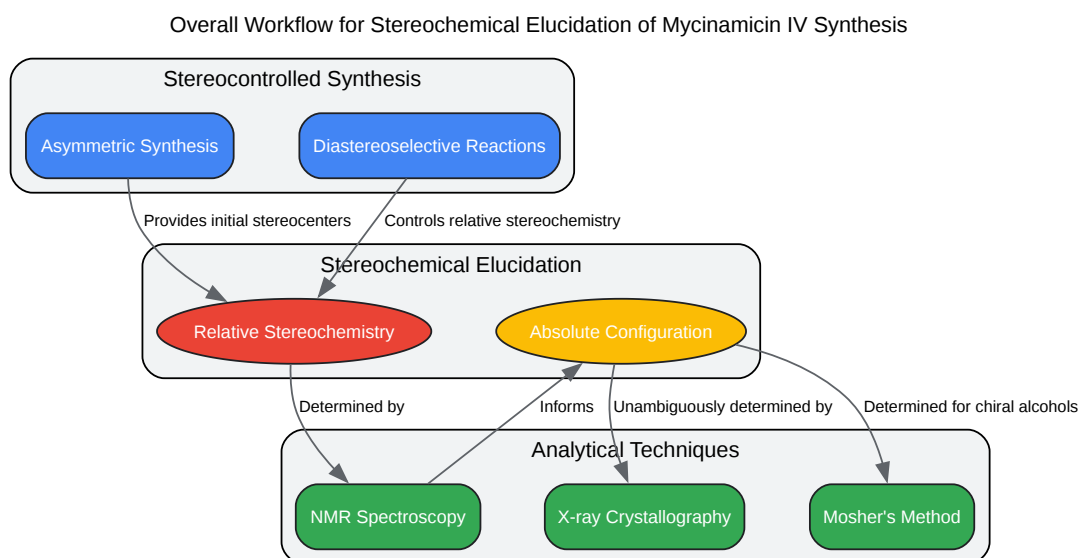 Overall Workflow for Stereochemical Elucidation of Mycinamicin IV Synthesis
Stereocontrolled Synthesis
Asymmetric Synthesis
Diastereoselective Reactions
Provides initial stereocenters
Controls relative stereochemistry
Stereochemical Elucidation
Relative Stereochemistry
Absolute Configuration
Determined by
Informs
Unambiguously determined by
Determined for chiral alcohols
Analytical Techniques
NMR Spectroscopy
X-ray Crystallography
Mosher's Method